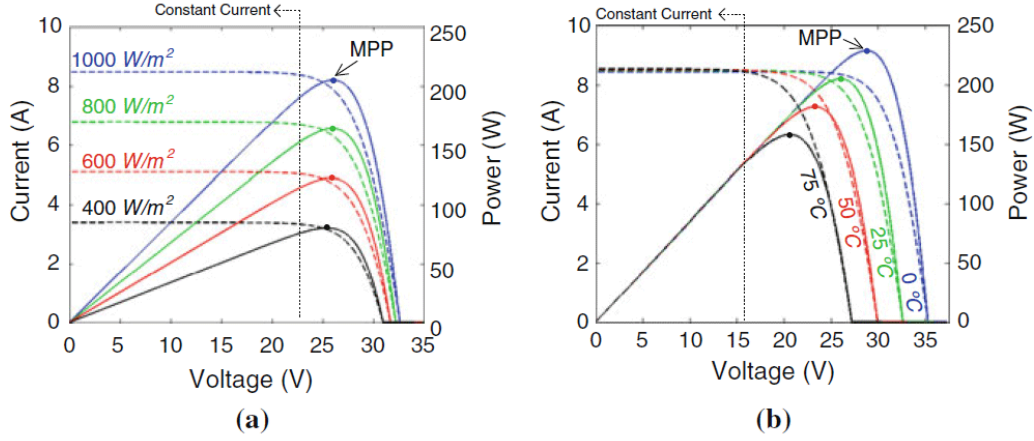 Constant Current
10
8
6
4
2
0
Current (A)
1000 W/m²
800 W/m²
600 W/m²
400 W/m²
MPP
250
200
150
100
50
0
Power (W)
0 5 10 15 20 25 30 35
Voltage (V)
(a)
Constant Current
10
8
6
4
2
0
Current (A)
MPP
75 °C
50 °C
25 °C
0 °C
250
200
150
100
50
0
Power (W)
0 5 10 15 20 25 30 35
Voltage (V)
(b)